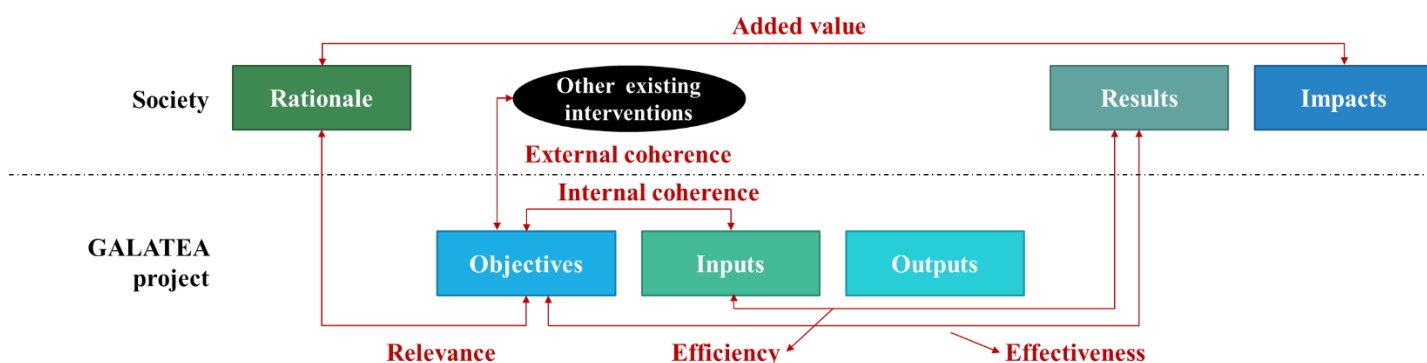 Added value
Society
Rationale
Other existing
interventions
Results
Impacts
External coherence
Internal coherence
GALATEA
project
Objectives
Inputs
Outputs
Relevance
Efficiency
Effectiveness